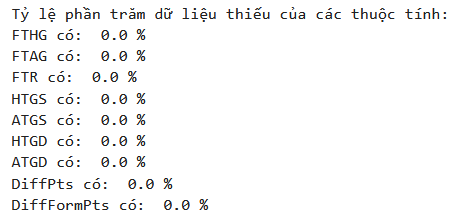 Tỷ lệ phần trăm dữ liệu thiếu của các thuộc tính:
FTHG có:  0.0 %
FTAG có:  0.0 %
FTR có:  0.0 %
HTGS có:  0.0 %
ATGS có:  0.0 %
HTGD có:  0.0 %
ATGD có:  0.0 %
DiffPts có:  0.0 %
DiffFormPts có:  0.0 %